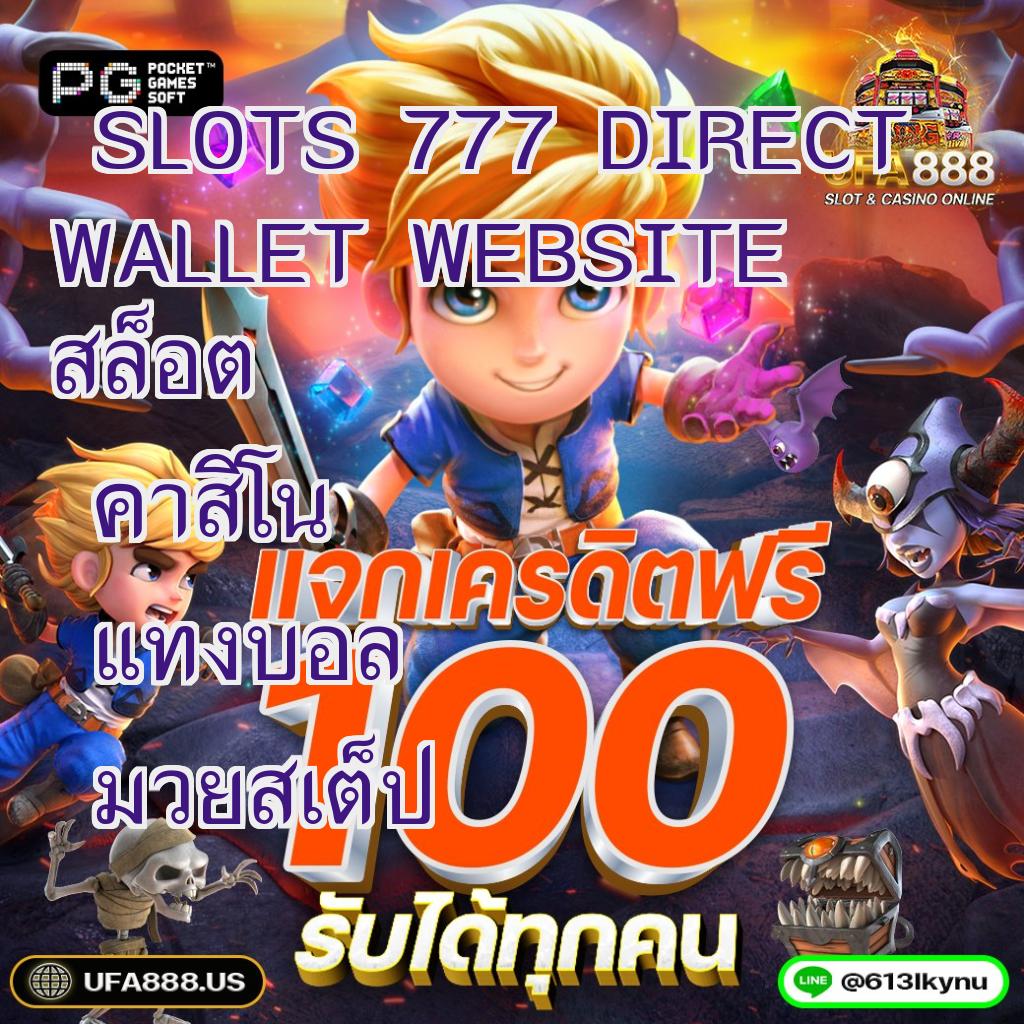 PG POCKET GAMES SOFT™
SLOTS 777 DIRECT
UFA888
SLOT & CASINO ONLINE
WALLET WEBSITE
สล็อต
คาสิโน
แจกเครดิตฟรี
แทงบอล
100
มวยสเต็ป
รับได้ทุกคน
UFA888.US
LINE @613lkynu